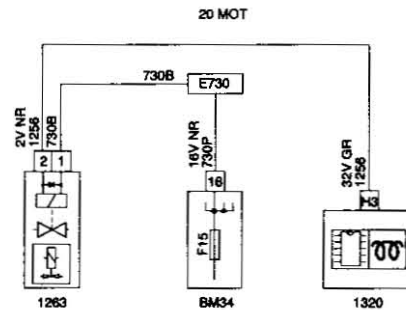 20 MOT
730B
E730
2V NR
1256
730B
16V NR
730P
32V GR
1256
2 1
16
H3
F15
1263
BM34
1320